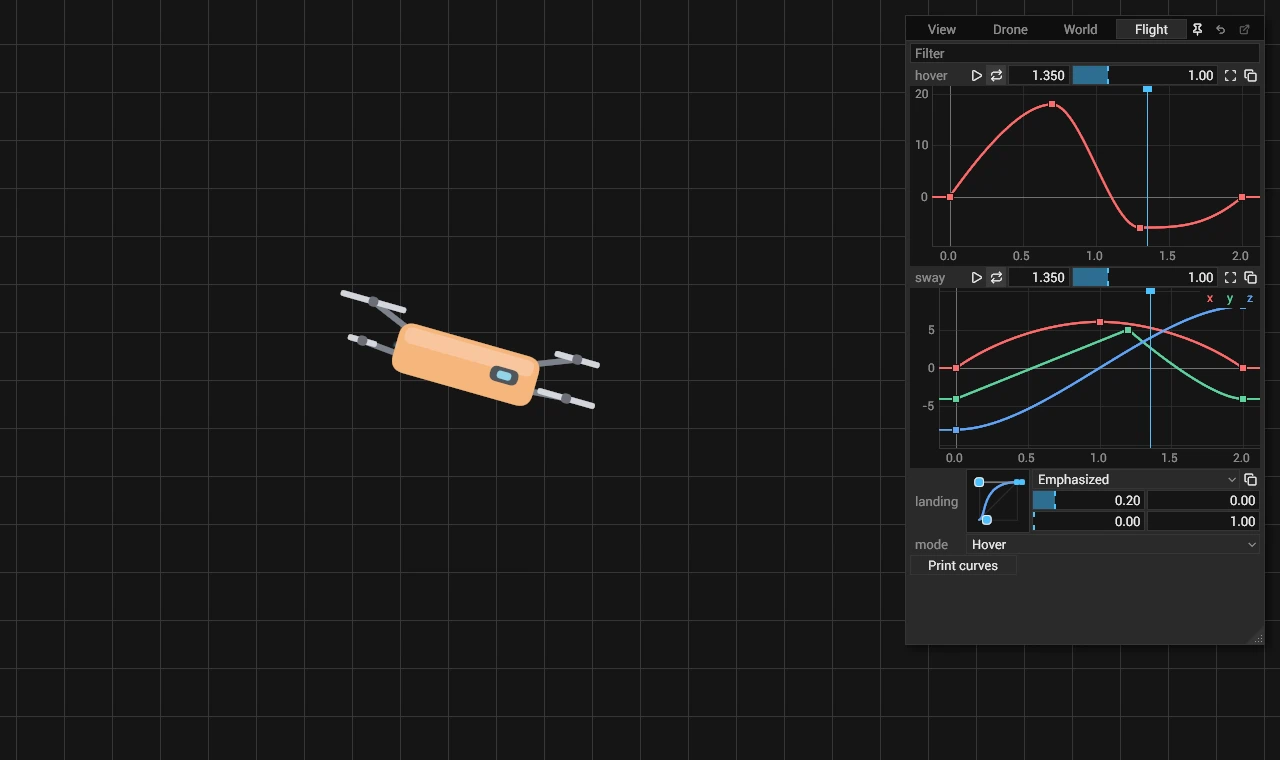 View Drone World Flight
Filter
hover 1.350 1.00
20
10
0
0.0 0.5 1.0 1.5 2.0
sway 1.350 1.00
x y z
5
0
-5
0.0 0.5 1.0 1.5 2.0
Emphasized
landing 0.20 0.00
0.00 1.00
mode Hover
Print curves